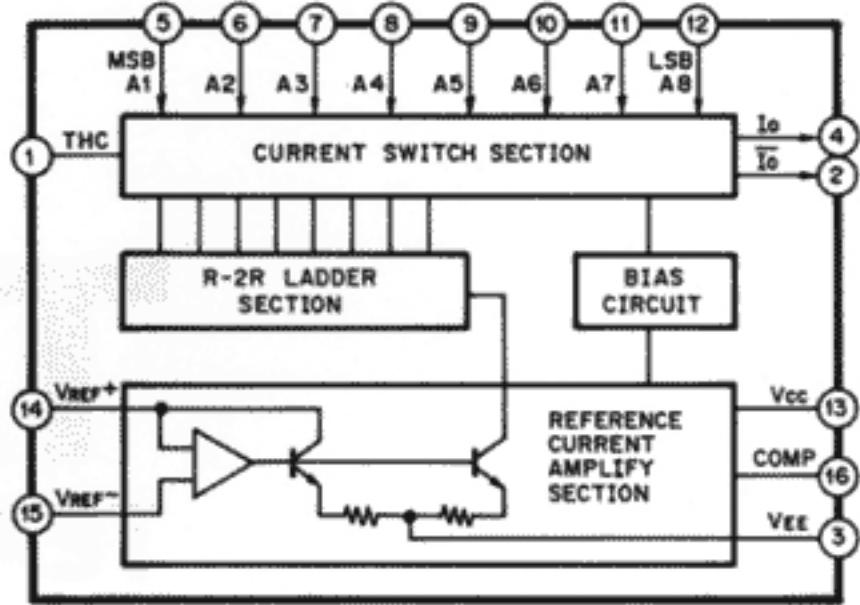 5 6 7 8 9 10 11 12
MSB LSB
A1 A2 A3 A4 A5 A6 A7 A8
1 THC
CURRENT SWITCH SECTION
Io 4
I̅o̅ 2
R-2R LADDER
SECTION
BIAS
CIRCUIT
14 VREF+
REFERENCE
CURRENT
AMPLIFY
SECTION
VCC 13
COMP 16
15 VREF-
VEE 3